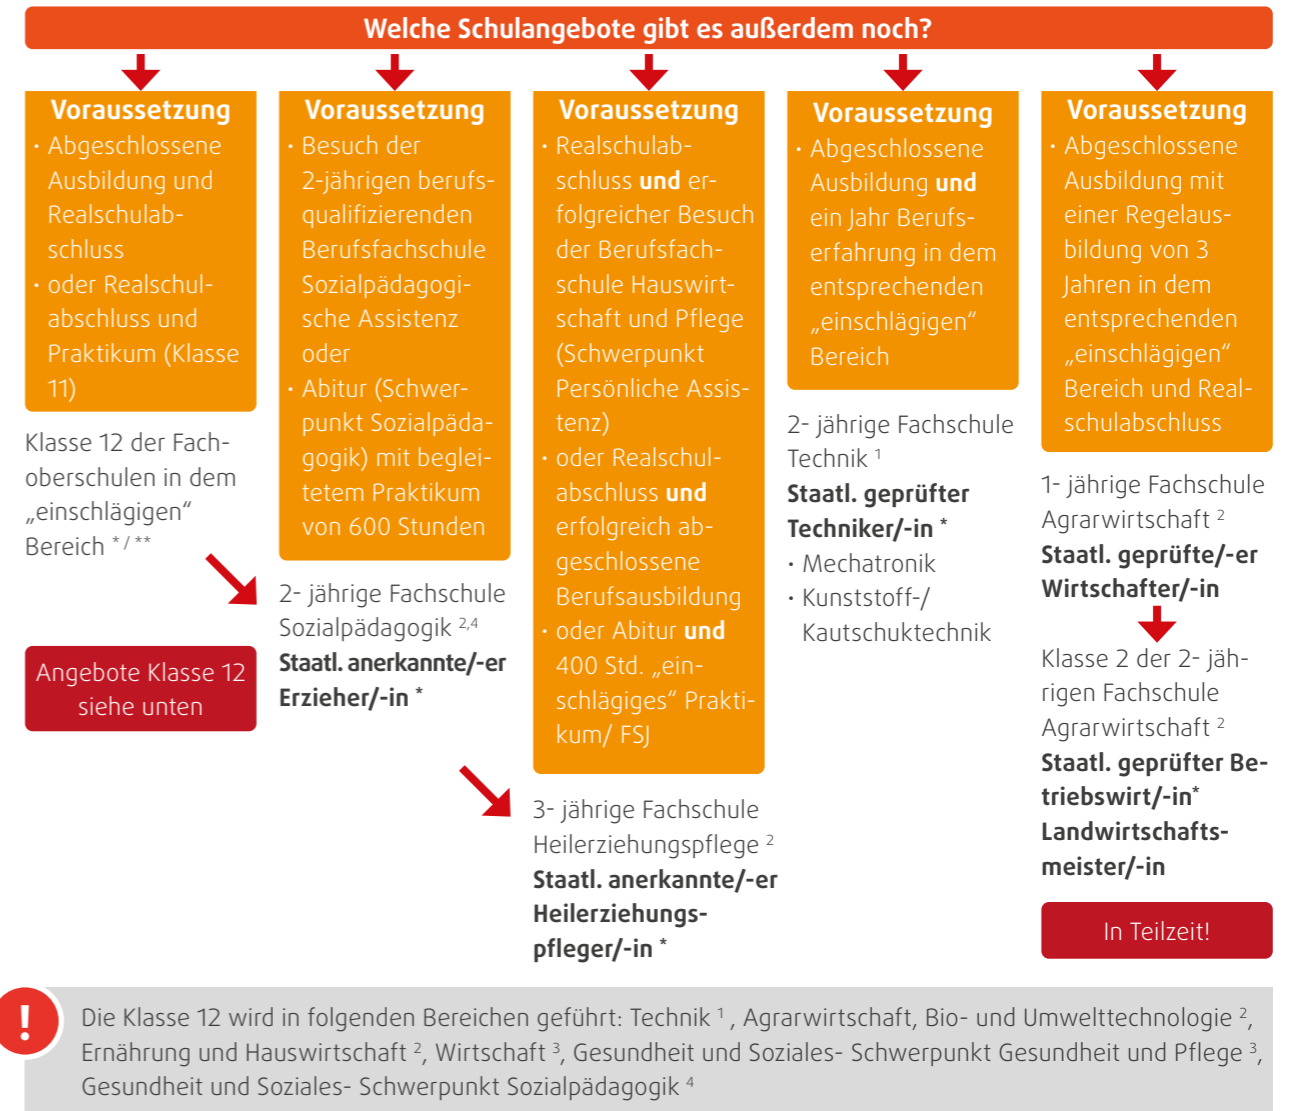 Welche Schulangebote gibt es außerdem noch?
Voraussetzung
· Abgeschlossene
Ausbildung und
Realschulab-
schluss
· oder Realschul-
abschluss und
Praktikum (Klasse
11)
Klasse 12 der Fach-
oberschulen in dem
„einschlägigen“
Bereich * / **
Angebote Klasse 12
siehe unten
Voraussetzung
· Besuch der
2-jährigen berufs-
qualifizierenden
Berufsfachschule
Sozialpädagogi-
sche Assistenz
oder
· Abitur (Schwer-
punkt Sozialpäda-
gogik) mit beglei-
tetem Praktikum
von 600 Stunden
2- jährige Fachschule
Sozialpädagogik 2,4
Staatl. anerkannte/-er
Erzieher/-in *
Voraussetzung
· Realschulab-
schluss und er-
folgreicher Besuch
der Berufsfach-
schule Hauswirt-
schaft und Pflege
(Schwerpunkt
Persönliche Assis-
tenz)
· oder Realschul-
abschluss und
erfolgreich ab-
geschlossene
Berufsausbildung
· oder Abitur und
400 Std. „ein-
schlägiges“ Prakti-
kum/ FSJ
3- jährige Fachschule
Heilerziehungspflege 2
Staatl. anerkannte/-er
Heilerziehungs-
pfleger/-in *
Voraussetzung
· Abgeschlossene
Ausbildung und
ein Jahr Berufs-
erfahrung in dem
entsprechenden
„einschlägigen“
Bereich
2- jährige Fachschule
Technik 1
Staatl. geprüfter
Techniker/-in *
· Mechatronik
· Kunststoff-/
Kautschuktechnik
Voraussetzung
· Abgeschlossene
Ausbildung mit
einer Regelaus-
bildung von 3
Jahren in dem
entsprechenden
„einschlägigen“
Bereich und Real-
schulabschluss
1- jährige Fachschule
Agrarwirtschaft 2
Staatl. geprüfte/-er
Wirtschafter/-in
Klasse 2 der 2- jäh-
rigen Fachschule
Agrarwirtschaft 2
Staatl. geprüfter Be-
triebswirt/-in*
Landwirtschafts-
meister/-in
In Teilzeit!
!
Die Klasse 12 wird in folgenden Bereichen geführt: Technik 1 , Agrarwirtschaft, Bio- und Umwelttechnologie 2,
Ernährung und Hauswirtschaft 2, Wirtschaft 3, Gesundheit und Soziales- Schwerpunkt Gesundheit und Pflege 3,
Gesundheit und Soziales- Schwerpunkt Sozialpädagogik 4